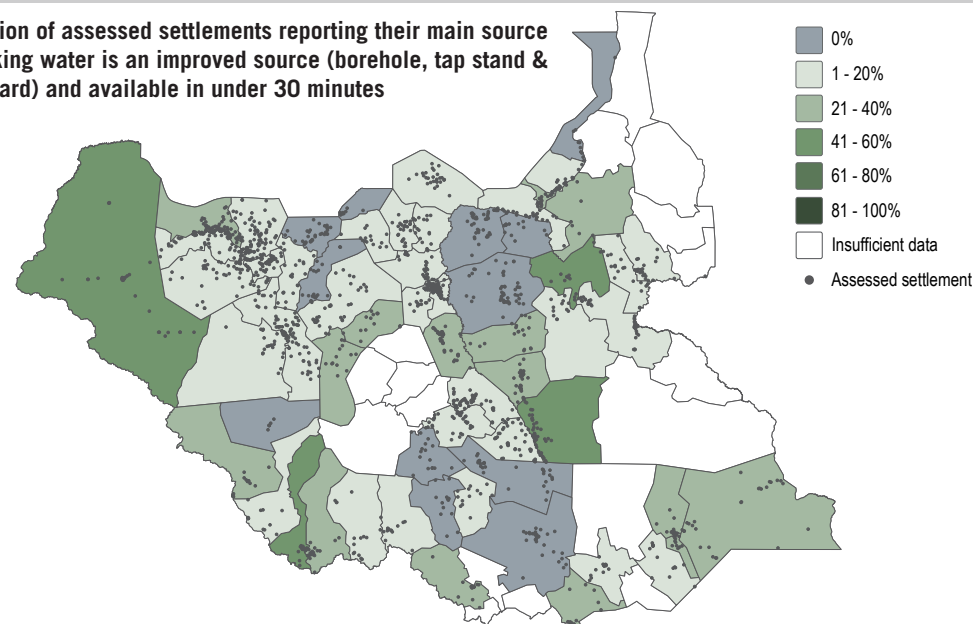 ion of assessed settlements reporting their main source
king water is an improved source (borehole, tap stand &
ard) and available in under 30 minutes
0%
1 - 20%
21 - 40%
41 - 60%
61 - 80%
81 - 100%
Insufficient data
Assessed settlement